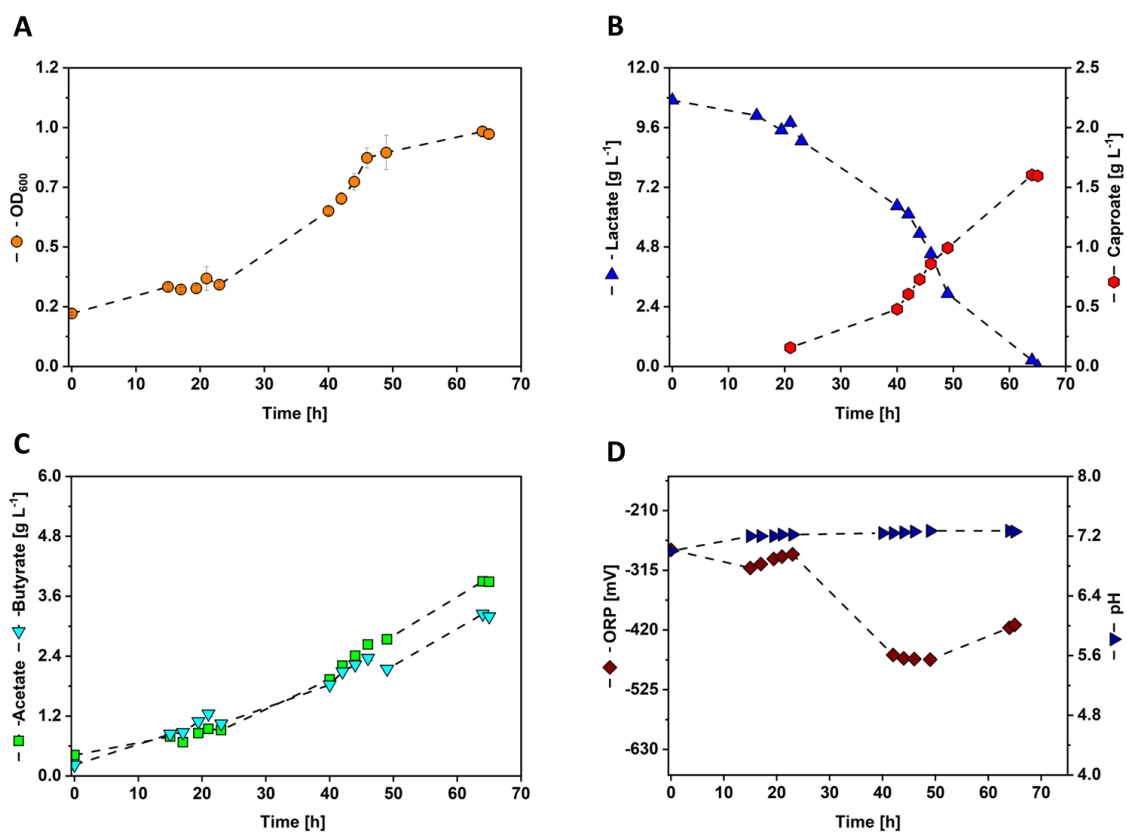 A
1.2
1.0
0.7
0.5
0.2
0.0
OD600
0 10 20 30 40 50 60 70
Time [h]
B
12.0
9.6
7.2
4.8
2.4
0.0
Lactate [g L-1]
2.5
2.0
1.5
1.0
0.5
0.0
Caproate [g L-1]
0 10 20 30 40 50 60 70
Time [h]
C
6.0
4.8
3.6
2.4
1.2
0.0
Acetate Butyrate [g L-1]
0 10 20 30 40 50 60 70
Time [h]
D
-210
-315
-420
-525
-630
ORP [mV]
8.0
7.2
6.4
5.6
4.8
4.0
pH
0 10 20 30 40 50 60 70
Time [h]